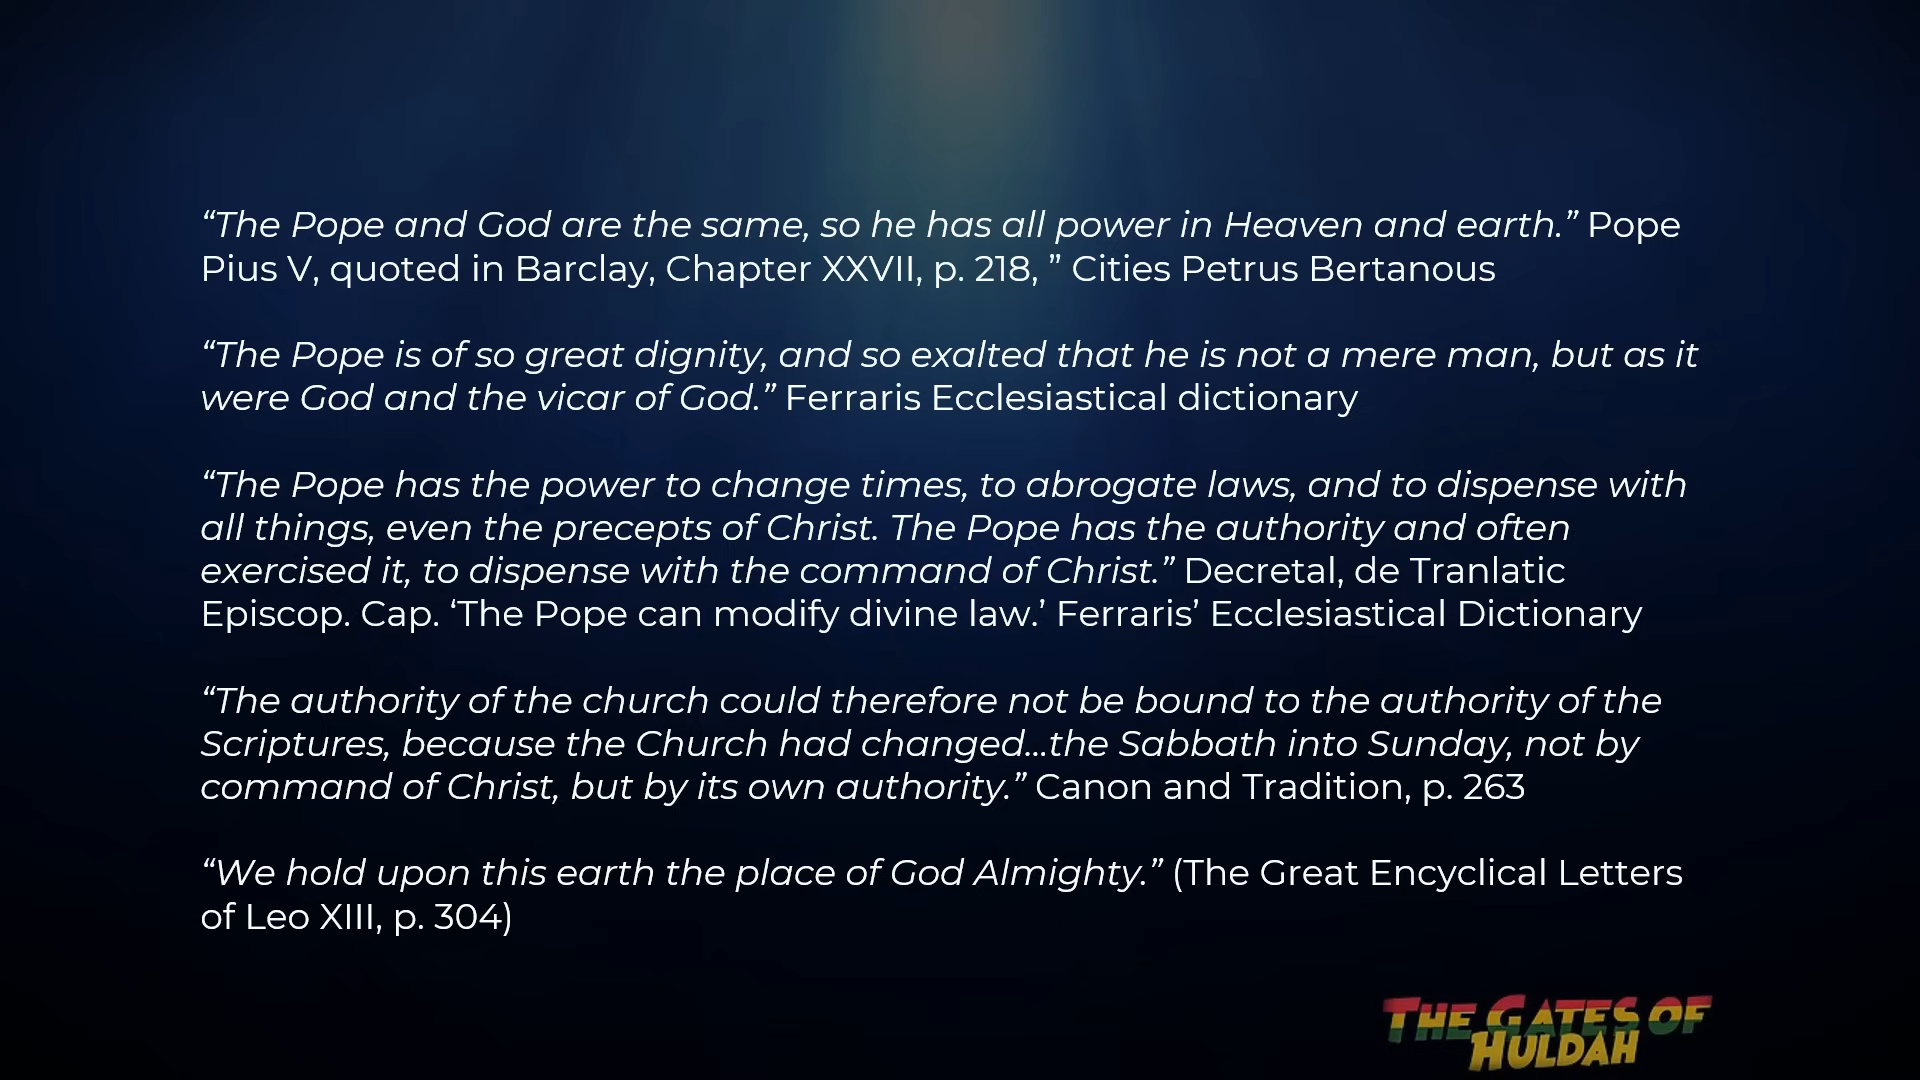 “The Pope and God are the same, so he has all power in Heaven and earth.” Pope
Pius V, quoted in Barclay, Chapter XXVII, p. 218, ” Cities Petrus Bertanous
“The Pope is of so great dignity, and so exalted that he is not a mere man, but as it
were God and the vicar of God.” Ferraris Ecclesiastical dictionary
“The Pope has the power to change times, to abrogate laws, and to dispense with
all things, even the precepts of Christ. The Pope has the authority and often
exercised it, to dispense with the command of Christ.” Decretal, de Tranlatic
Episcop. Cap. ‘The Pope can modify divine law.’ Ferraris’ Ecclesiastical Dictionary
“The authority of the church could therefore not be bound to the authority of the
Scriptures, because the Church had changed...the Sabbath into Sunday, not by
command of Christ, but by its own authority.” Canon and Tradition, p. 263
“We hold upon this earth the place of God Almighty.” (The Great Encyclical Letters
of Leo XIII, p. 304)
THE GATES OF
HULDAH